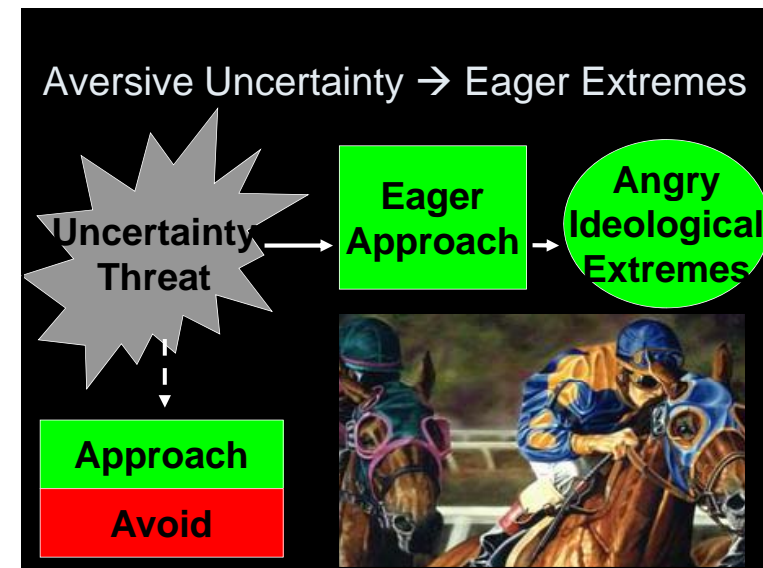 Aversive Uncertainty → Eager Extremes
Uncertainty
Threat
Eager
Approach
Angry
Ideological
Extremes
Approach
Avoid